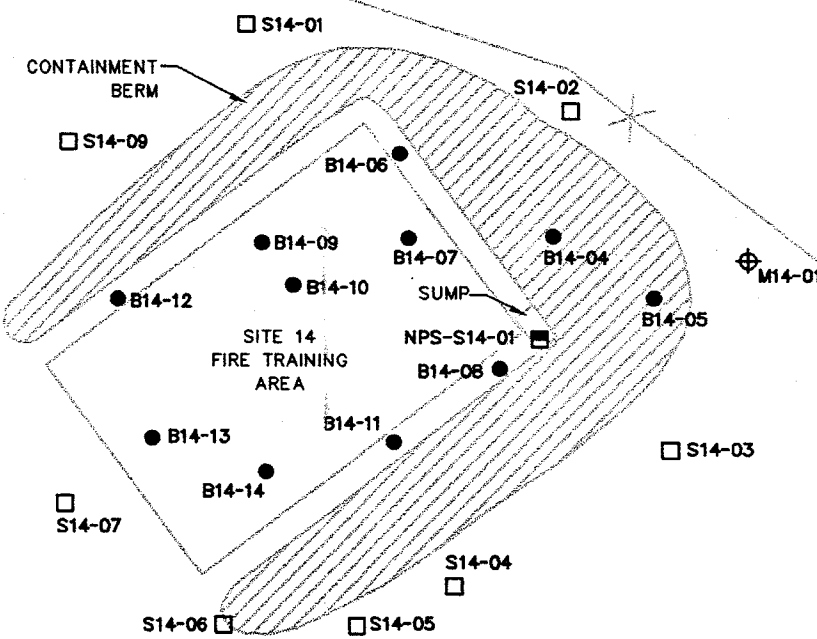 S14-01
CONTAINMENT
BERM
S14-02
S14-09
B14-06
B14-09
B14-07
B14-04
M14-01
B14-10
B14-12
SUMP
B14-05
SITE 14
FIRE TRAINING
AREA
NPS-S14-01
B14-08
B14-11
B14-13
S14-03
B14-14
S14-07
S14-04
S14-06
S14-05